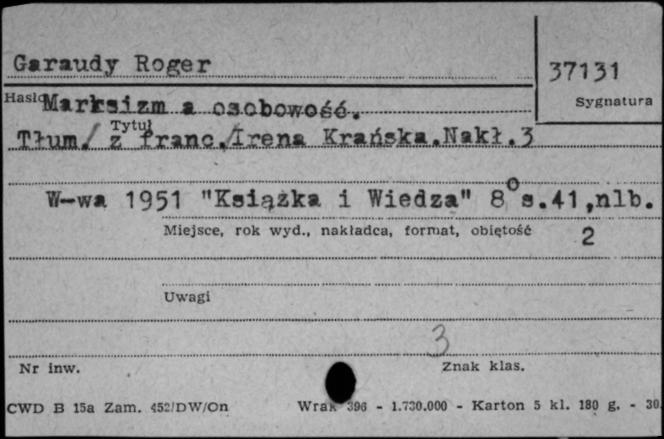 Garaudy Roger
37131
Hasło
Sygnatura
Marksizm a osobowość.
Tytuł
Tłum./ z franc./Irena Krańska.Nakł.3
W-wa 1951 "Książka i Wiedza" 8° s.41,nlb.
Miejsce, rok wyd., nakładca, format, objętość
2
Uwagi
3
Nr inw.
Znak klas.
CWD B 15a Zam. 452/DW/On
Wrak 396 - 1.730.000 - Karton 5 kl. 180 g. - 30.